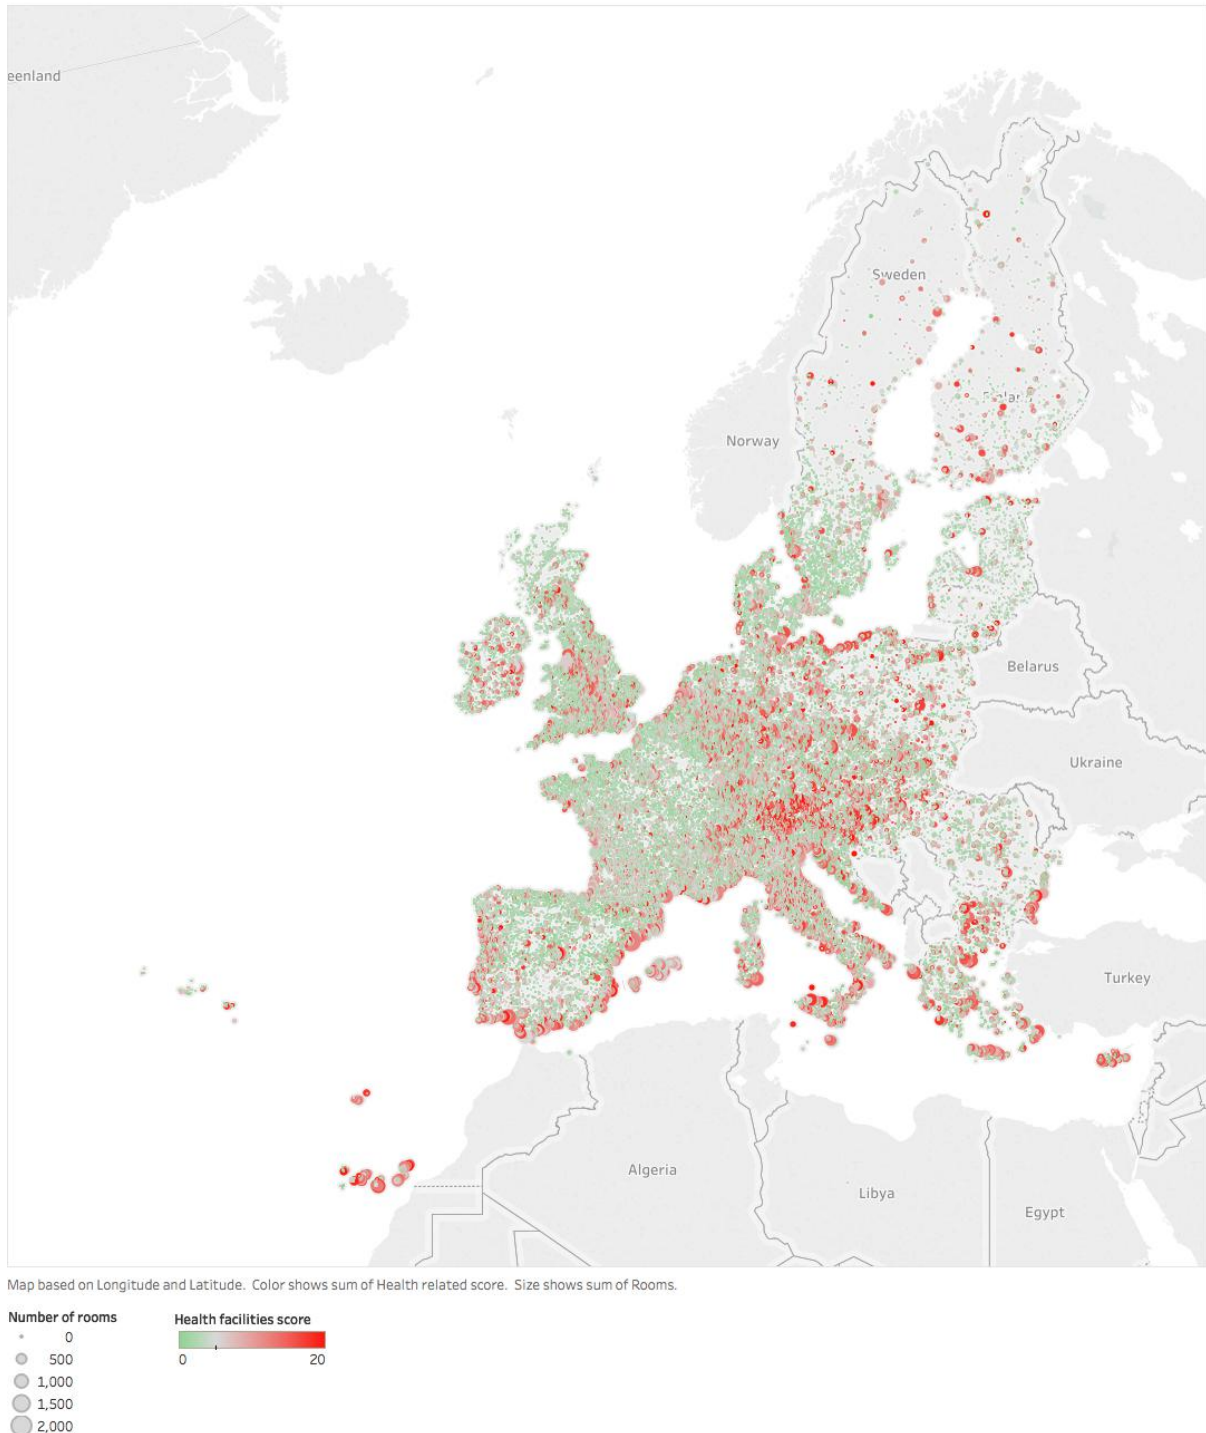 eenland
Sweden
Norway
Belarus
Ukraine
Turkey
Algeria
Libya
Egypt
Map based on Longitude and Latitude. Color shows sum of Health related score. Size shows sum of Rooms.
Number of rooms
0
500
1,000
1,500
2,000
Health facilities score
0 20